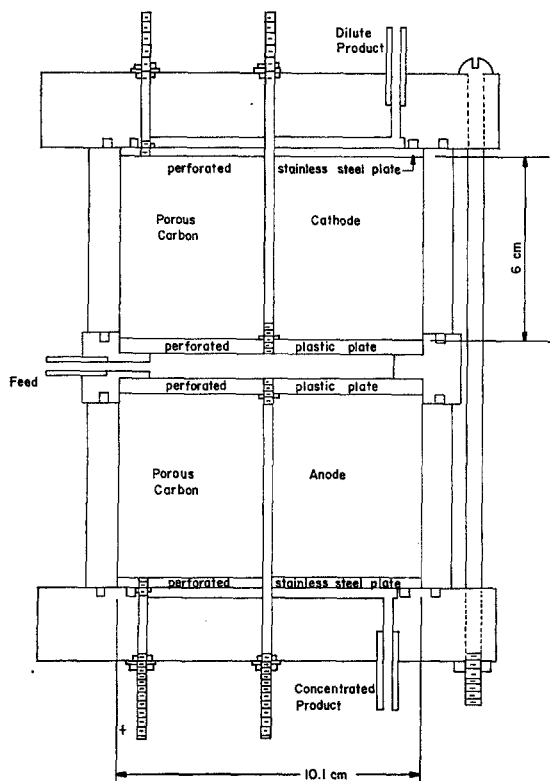 Dilute
Product
perforated stainless steel plate
Porous
Carbon
Cathode
6 cm
perforated plastic plate
Feed
perforated plastic plate
Porous
Carbon
Anode
perforated stainless steel plate
Concentrated
Product
10.1 cm